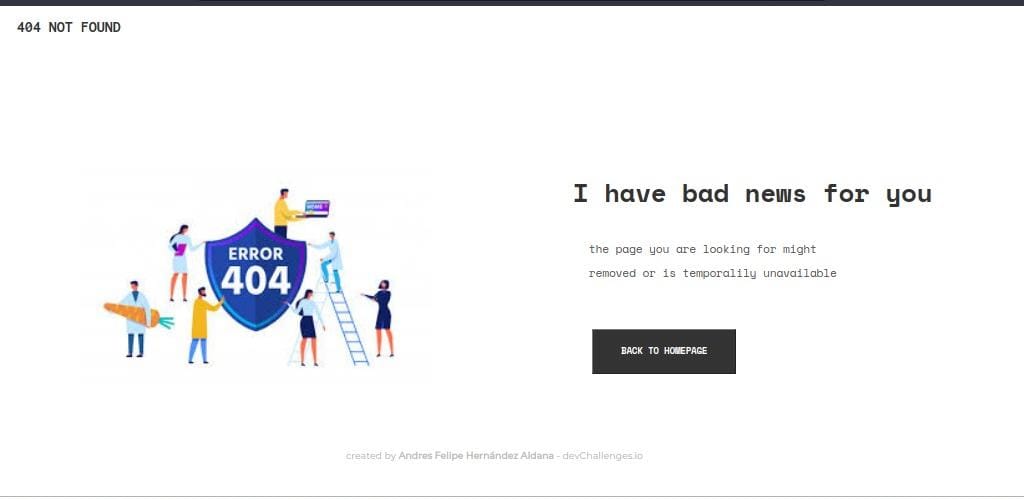 404 NOT FOUND
ERROR
404
I have bad news for you
the page you are looking for might
removed or is temporalily unavailable
BACK TO HOMEPAGE
created by Andres Felipe Hernández Aldana - devChallenges.io